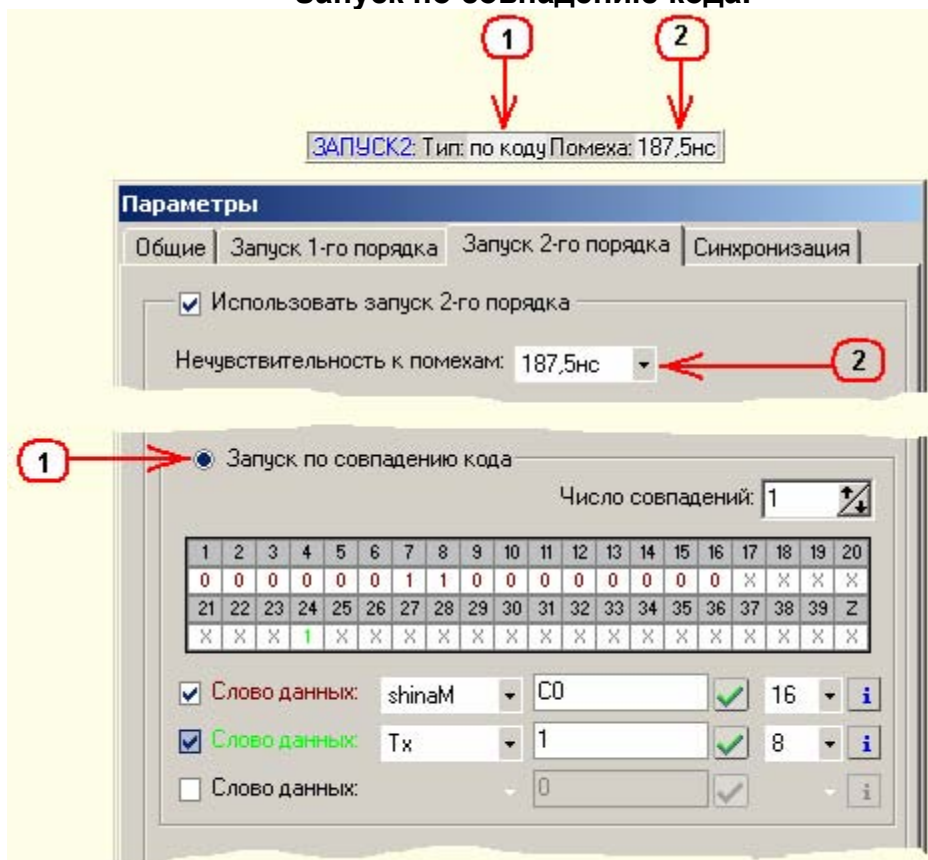 Запуск по совпадению кода.
1 2
ЗАПУСК2: Тип: по коду Помеха: 187,5нс
Параметры
Общие Запуск 1-го порядка Запуск 2-го порядка Синхронизация
Использовать запуск 2-го порядка
Нечувствительность к помехам: 187,5нс 2
1 Запуск по совпадению кода
Число совпадений: 1
1 2 3 4 5 6 7 8 9 10 11 12 13 14 15 16 17 18 19 20
0 0 0 0 0 0 1 1 0 0 0 0 0 0 0 0 X X X X
21 22 23 24 25 26 27 28 29 30 31 32 33 34 35 36 37 38 39 Z
X X X 1 X X X X X X X X X X X X X X X X
Слово данных: shinaM C0 16 i
Слово данных: Tx 1 8 i
Слово данных: 0 i